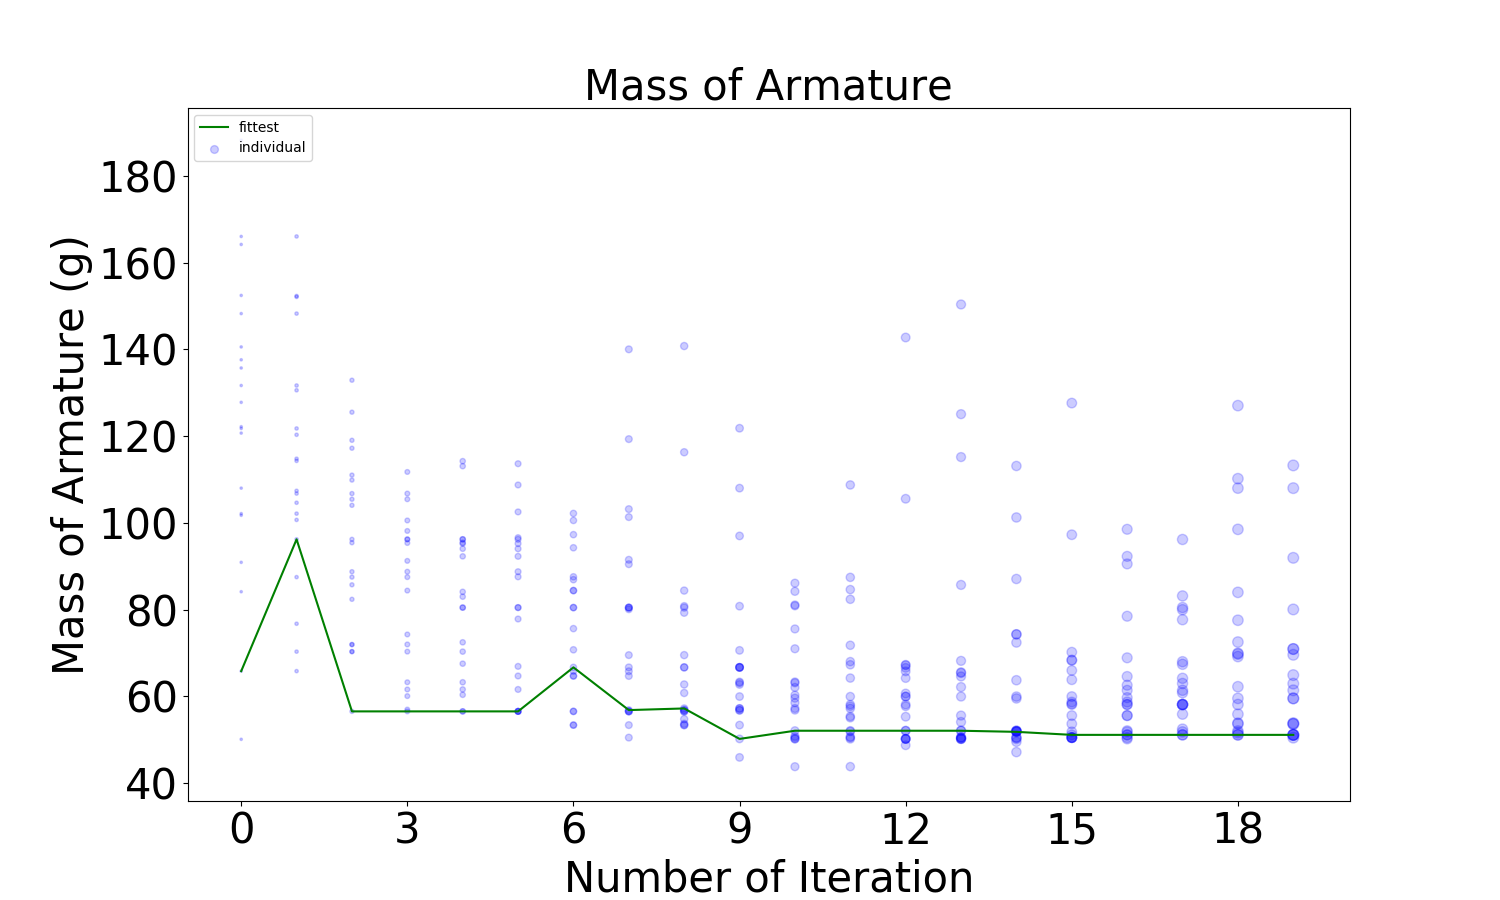 Mass of Armature
fittest
individual
Mass of Armature (g)
180
160
140
120
100
80
60
40
0 3 6 9 12 15 18
Number of Iteration